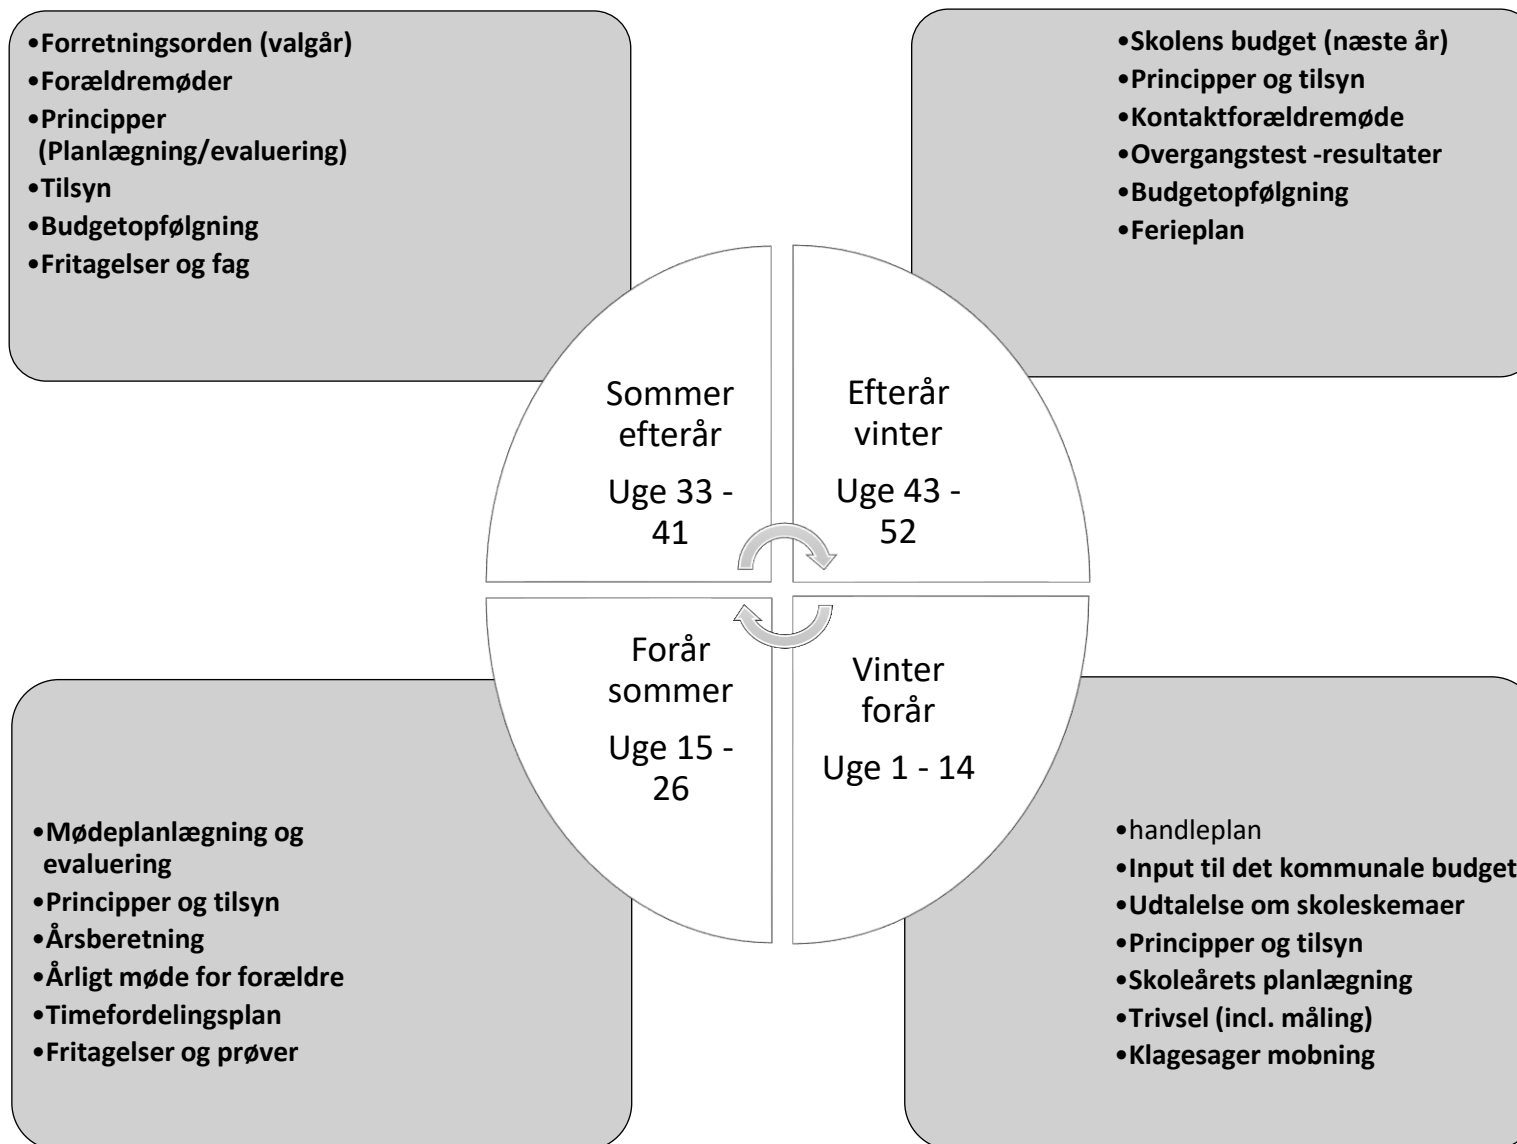 •Forretningsorden (valgår)
•Forældremøder
•Principper
(Planlægning/evaluering)
•Tilsyn
•Budgetopfølgning
•Fritagelser og fag
•Skolens budget (næste år)
•Principper og tilsyn
•Kontaktforældremøde
•Overgangstest -resultater
•Budgetopfølgning
•Ferieplan
Sommer
efterår
Uge 33 -
41
Efterår
vinter
Uge 43 -
52
Forår
sommer
Uge 15 -
26
Vinter
forår
Uge 1 - 14
•Mødeplanlægning og
evaluering
•Principper og tilsyn
•Årsberetning
•Årligt møde for forældre
•Timefordelingsplan
•Fritagelser og prøver
•handleplan
•Input til det kommunale budget
•Udtalelse om skoleskemaer
•Principper og tilsyn
•Skoleårets planlægning
•Trivsel (incl. måling)
•Klagesager mobning